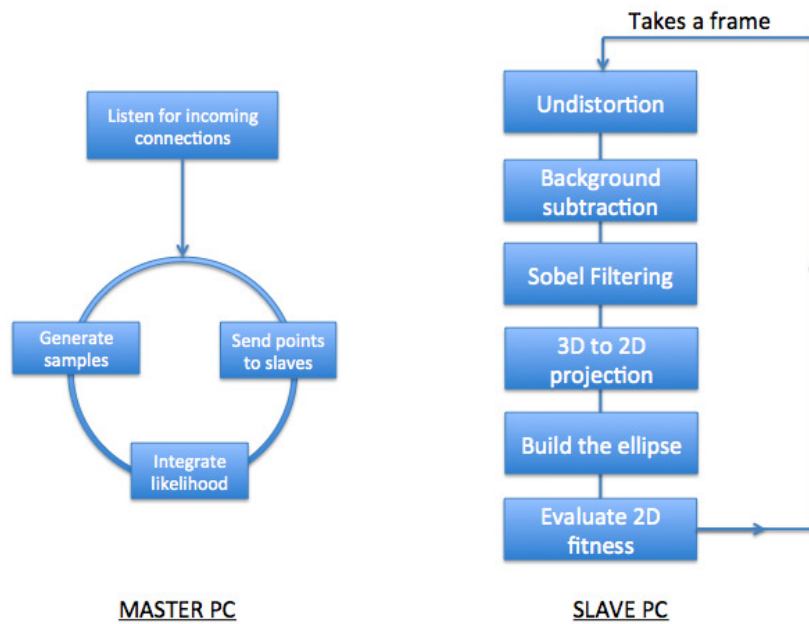 Listen for incoming
connections
Generate
samples
Send points
to slaves
Integrate
likelihood
MASTER PC
Takes a frame
Undistortion
Background
subtraction
Sobel Filtering
3D to 2D
projection
Build the ellipse
Evaluate 2D
fitness
SLAVE PC